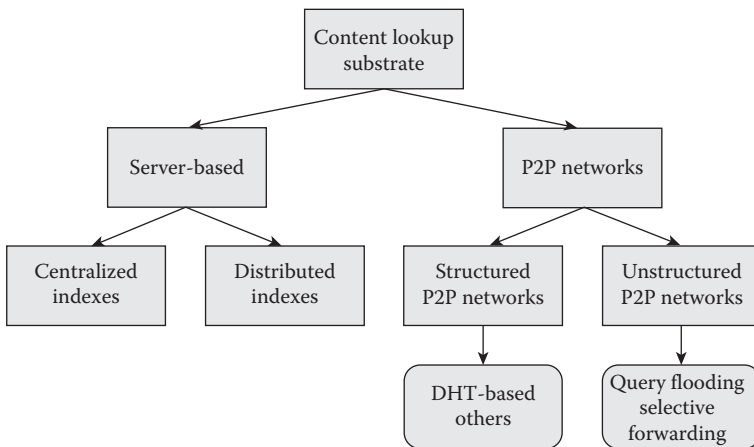 Content lookup
substrate
Server-based
P2P networks
Centralized
indexes
Distributed
indexes
Structured
P2P networks
Unstructured
P2P networks
DHT-based
others
Query flooding
selective
forwarding